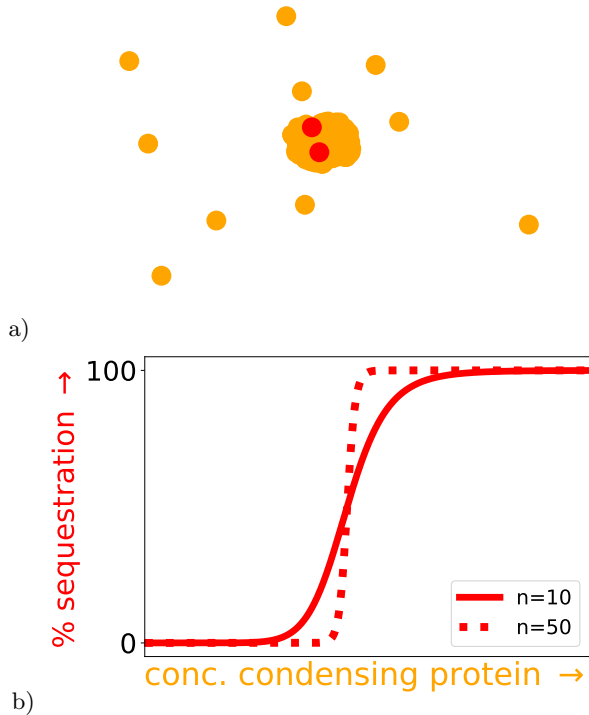 a)
% sequestration →
100
0
n=10
n=50
conc. condensing protein →
b)